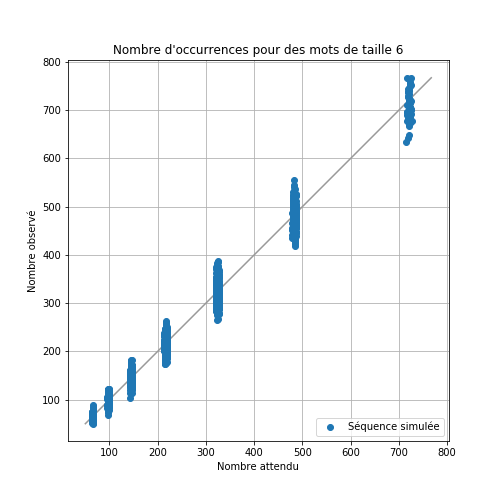 Nombre d'occurrences pour des mots de taille 6
800
700
600
500
400
300
200
100
Nombre observé
100 200 300 400 500 600 700 800
Nombre attendu
Séquence simulée